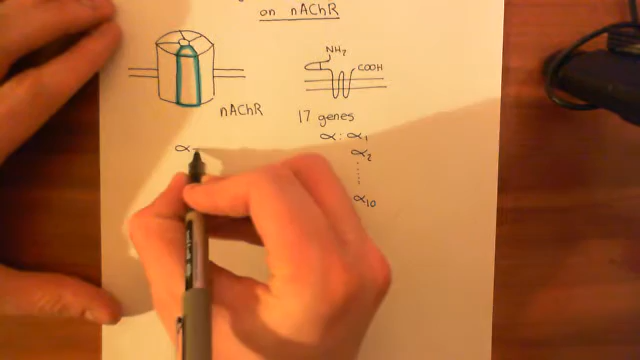 on nAChR
NH₂
COOH
nAChR
17 genes
α: α₁
α₂
α₁₀
α-